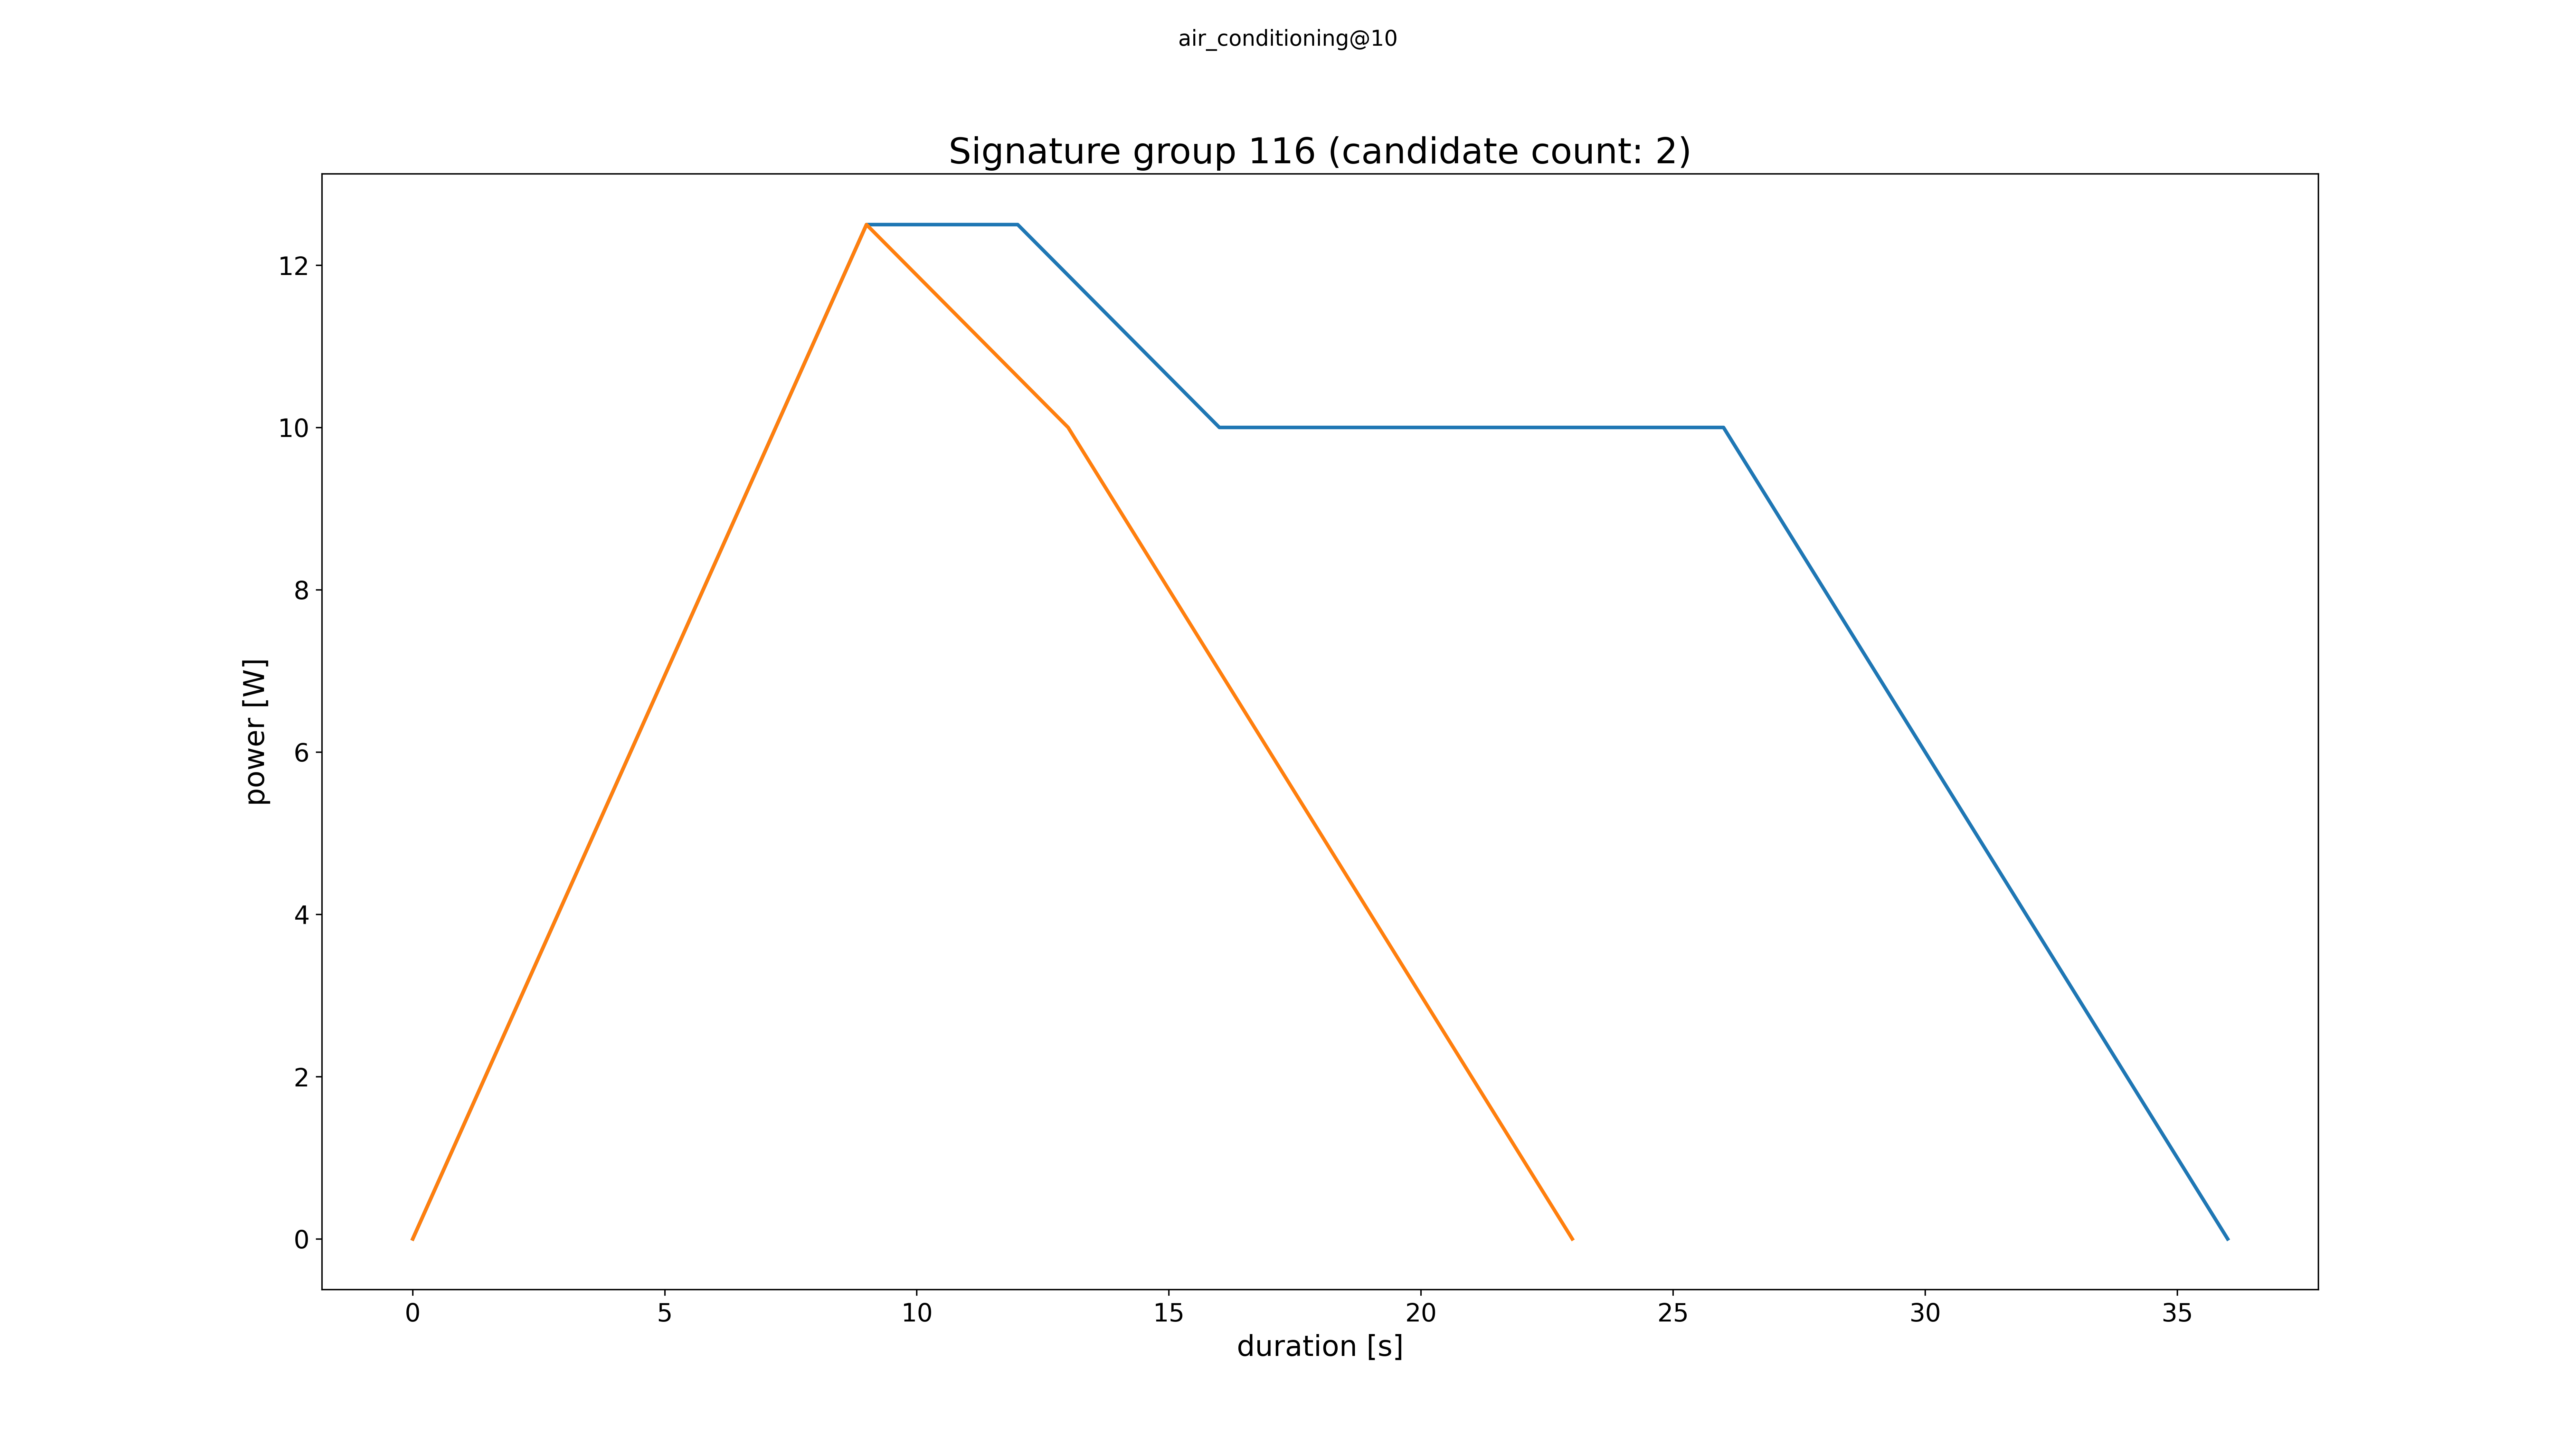 air_conditioning@10
Signature group 116 (candidate count: 2)
12
10
8
6
4
2
0
power [W]
0 5 10 15 20 25 30 35
duration [s]